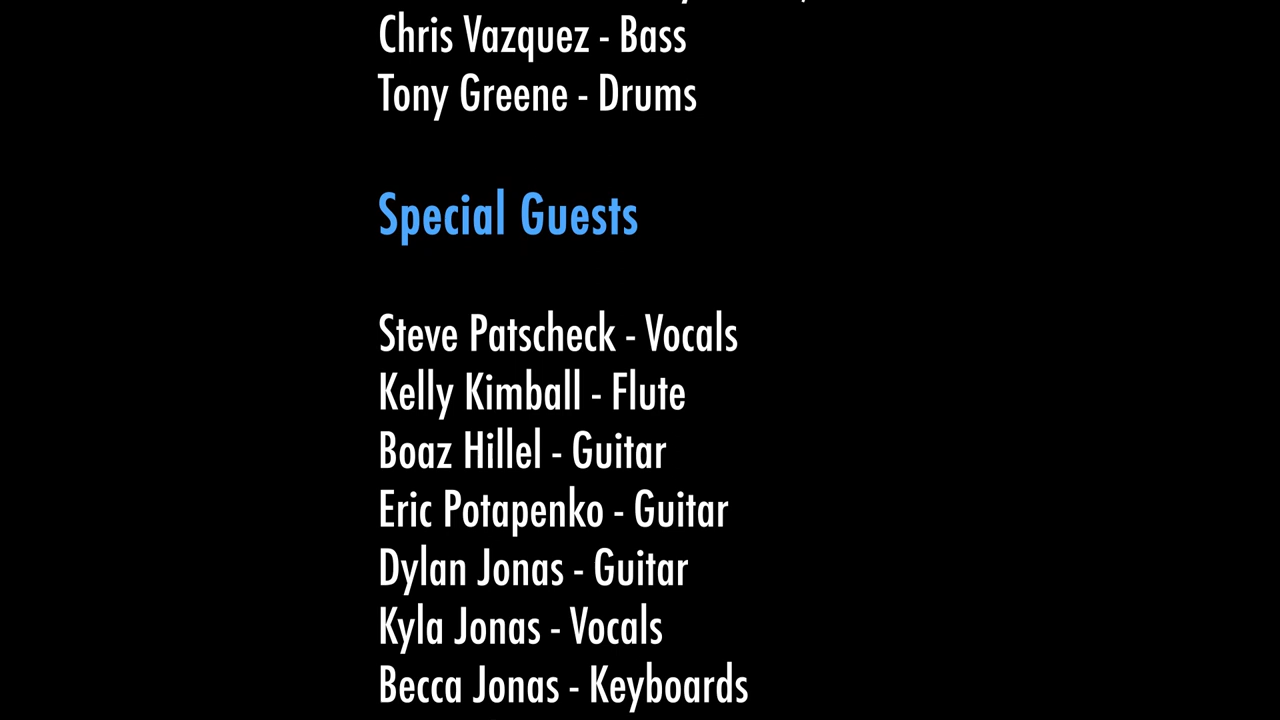 Chris Vazquez - Bass
Tony Greene - Drums
Special Guests
Steve Patscheck - Vocals
Kelly Kimball - Flute
Boaz Hillel - Guitar
Eric Potapenko - Guitar
Dylan Jonas - Guitar
Kyla Jonas - Vocals
Becca Jonas - Keyboards